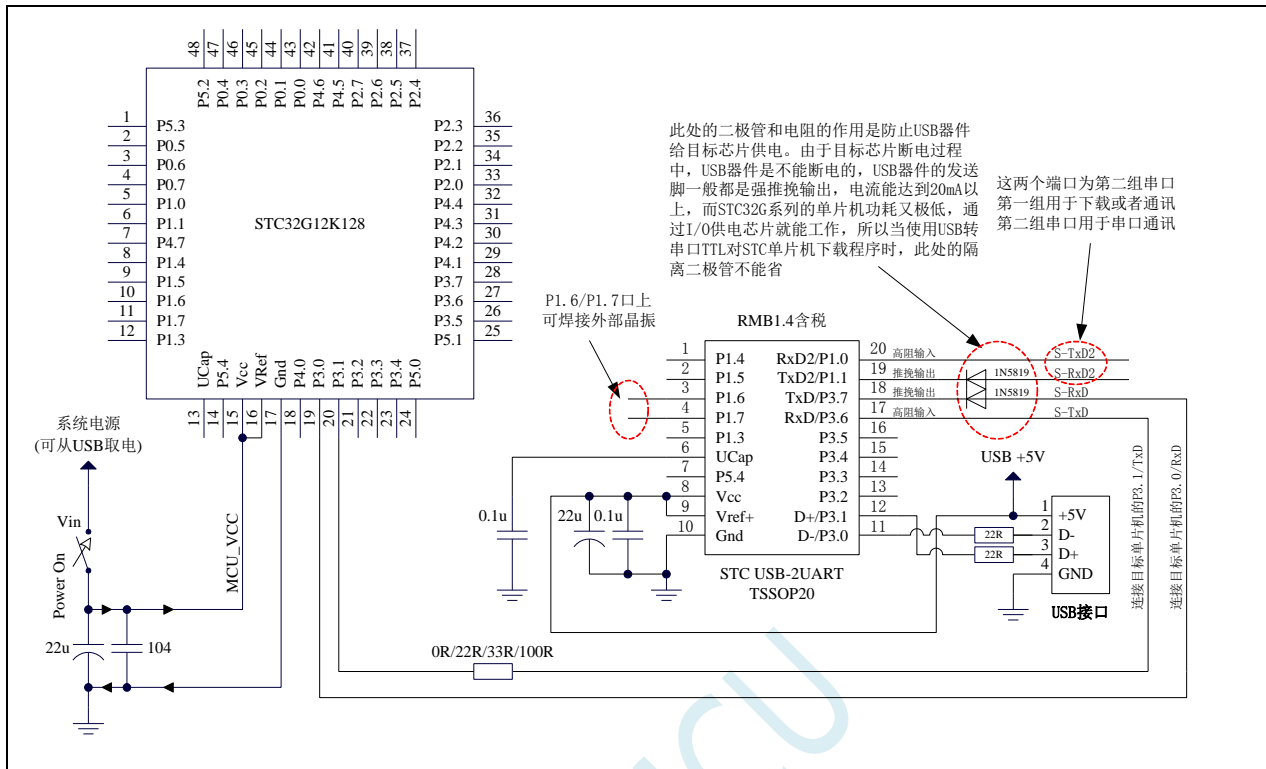 48
47
46
45
44
43
42
41
40
39
38
37
P5.2
P0.4
P0.3
P0.2
P0.1
P0.0
P4.6
P4.5
P2.7
P2.6
P2.5
P2.4
1 P5.3
2 P0.5
3 P0.6
4 P0.7
5 P1.0
6 P1.1
7 P4.7
8 P1.4
9 P1.5
10 P1.6
11 P1.7
12 P1.3
STC32G12K128
P2.3 36
P2.2 35
P2.1 34
P2.0 33
P4.4 32
P4.3 31
P4.2 30
P4.1 29
P3.7 28
P3.6 27
P3.5 26
P5.1 25
UCap
P5.4
Vcc
VRef
Gnd
P4.0
P3.0
P3.1
P3.2
P3.3
P3.4
P5.0
13
14
15
16
17
18
19
20
21
22
23
24
系统电源
(可从USB取电)
Vin
Power On
MCU_VCC
22u
104
此处的二极管和电阻的作用是防止USB器件
给目标芯片供电。由于目标芯片断电过程
中，USB器件是不能断电的，USB器件的发送
脚一般都是强推挽输出，电流能达到20mA以
上，而STC32G系列的单片机功耗又极低，通
过I/O供电芯片就能工作，所以当使用USB转
串口TTL对STC单片机下载程序时，此处的隔
离二极管不能省
这两个端口为第二组串口
第一组用于下载或者通讯
第二组串口用于串口通讯
P1.6/P1.7口上
可焊接外部晶振
RMB1.4含税
1 P1.4
2 P1.5
3 P1.6
4 P1.7
5 P1.3
6 UCap
7 P5.4
8 Vcc
9 Vref+
10 Gnd
RxD2/P1.0 20 高阻输入 S-TxD2
TxD2/P1.1 19 推挽输出 1N5819 S-RxD2
TxD/P3.7 18 推挽输出 1N5819 S-RxD
RxD/P3.6 17 高阻输入 S-TxD
P3.5 16
P3.4 15
P3.3 14
P3.2 13
D+/P3.1 12
D-/P3.0 11
STC USB-2UART
TSSOP20
0.1u
22u
0.1u
USB +5V
22R
22R
1 +5V
2 D-
3 D+
4 GND
USB接口
连接目标单片机的P3.1/TxD
连接目标单片机的P3.0/RxD
0R/22R/33R/100R
MCU